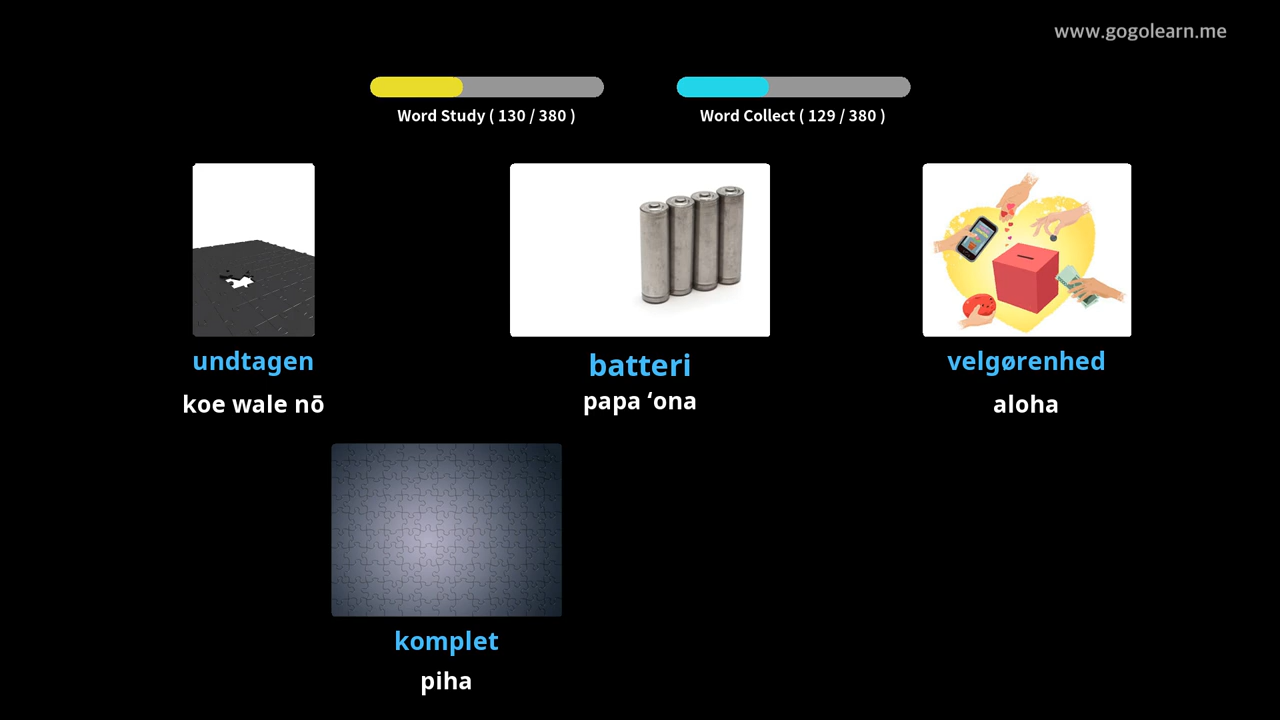 www.gogolearn.me
Word Study ( 130 / 380 )
Word Collect ( 129 / 380 )
undtagen
koe wale nō
batteri
papa ʻona
velgørenhed
aloha
komplet
piha